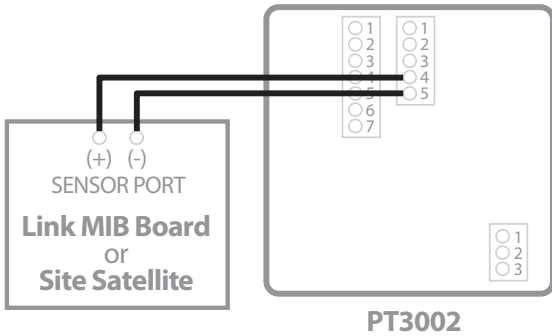 1 1
2 2
3 3
4 4
5 5
6
7
(+) (-)
SENSOR PORT
Link MIB Board
or
Site Satellite
1
2
3
PT3002